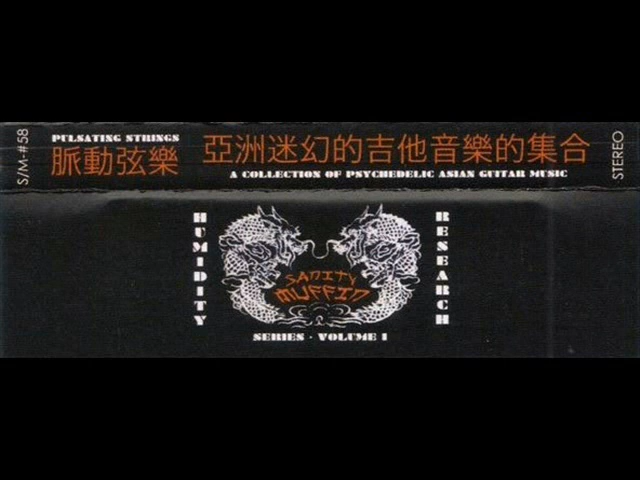 S/M-#58
PULSATING STRINGS
脈動弦樂
亞洲迷幻的吉他音樂的集合
A COLLECTION OF PSYCHEDELIC ASIAN GUITAR MUSIC
STEREO
HUMIDITY
SANITY
MUFFIN
RESEARCH
SERIES · VOLUME 1